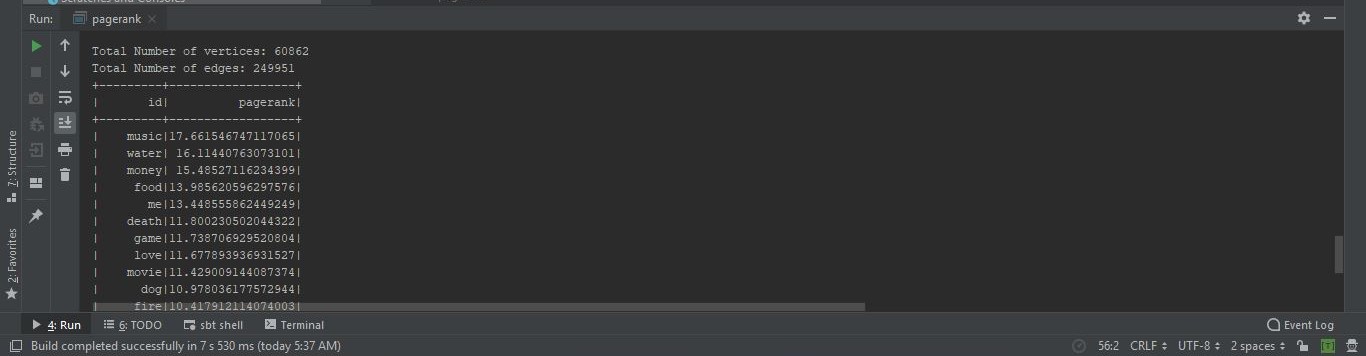 Scratches and Consoles
Run: pagerank ×
Total Number of vertices: 60862
Total Number of edges: 249951
+---------+------------------+
|       id|          pagerank|
+---------+------------------+
|    music|17.661546747117065|
|    water| 16.11440763073101|
|    money| 15.48527116234399|
|     food|13.985620596297576|
|       me|13.448555862449249|
|    death|11.800230502044322|
|     game|11.738706929520804|
|     love|11.677893936931527|
|    movie|11.429009144087374|
|      dog|10.978036177572944|
|     fire|10.417912114074003|
7: Structure
2: Favorites
4: Run 6: TODO sbt shell Terminal Event Log
Build completed successfully in 7 s 530 ms (today 5:37 AM) 56:2 CRLF UTF-8 2 spaces